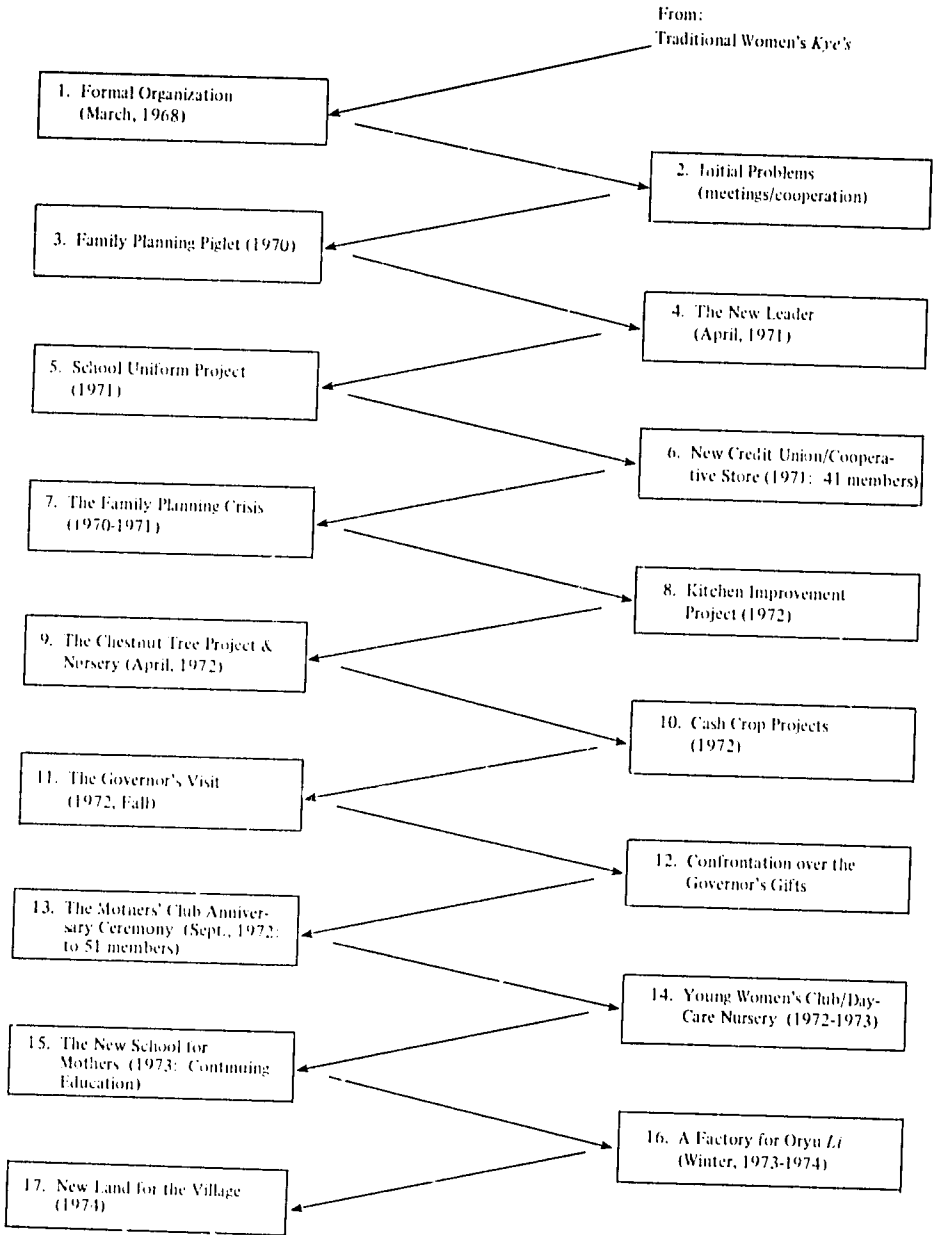 From:
Traditional Women's Kye's
1. Formal Organization
(March, 1968)
2. Initial Problems
(meetings/cooperation)
3. Family Planning Piglet (1970)
4. The New Leader
(April, 1971)
5. School Uniform Project
(1971)
6. New Credit Union/Coopera-
tive Store (1971: 41 members)
7. The Family Planning Crisis
(1970-1971)
8. Kitchen Improvement
Project (1972)
9. The Chestnut Tree Project &
Nursery (April, 1972)
10. Cash Crop Projects
(1972)
11. The Governor's Visit
(1972, Fall)
12. Confrontation over the
Governor's Gifts
13. The Mothers' Club Anniver-
sary Ceremony (Sept., 1972:
to 51 members)
14. Young Women's Club/Day-
Care Nursery (1972-1973)
15. The New School for
Mothers (1973: Continuing
Education)
16. A Factory for Oryu Li
(Winter, 1973-1974)
17. New Land for the Village
(1974)